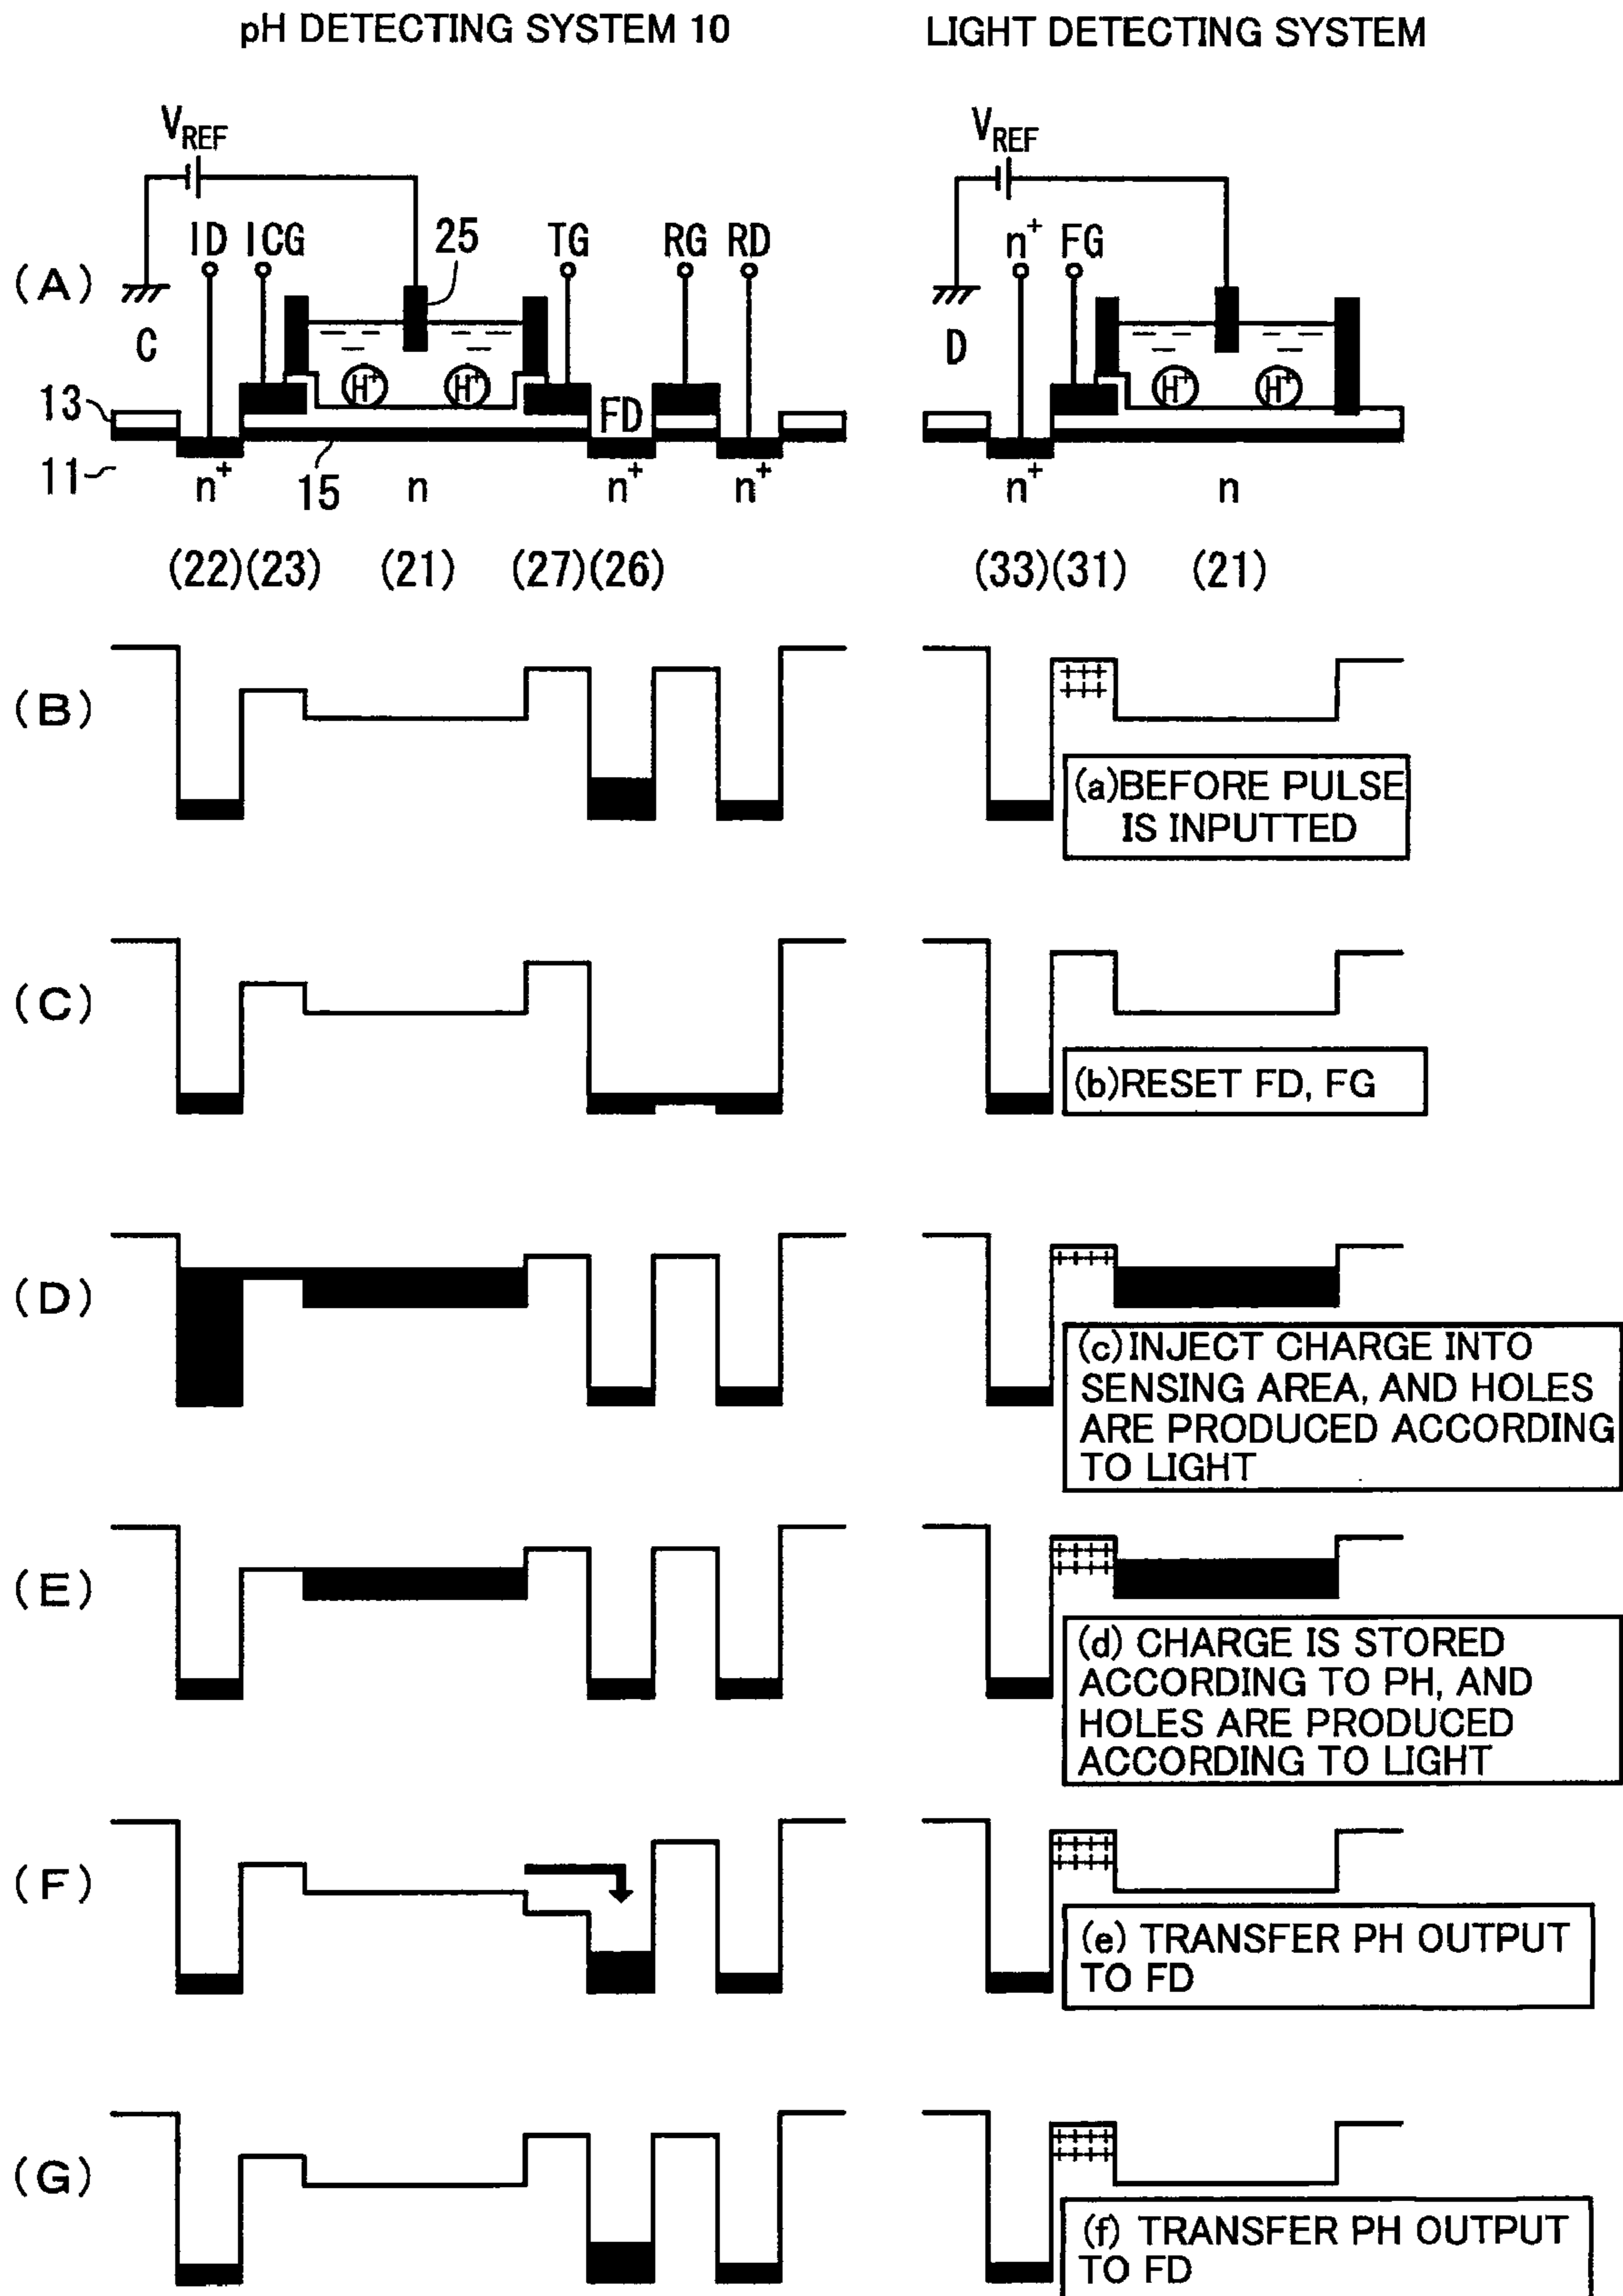 pH DETECTING SYSTEM 10 LIGHT DETECTING SYSTEM
VREF VREF
ID ICG 25 TG RG RD n+ FG
(A) C D
H+ H+ H+ H+
13 FD
11 n+ 15 n n+ n+ n+ n
(22)(23) (21) (27)(26) (33)(31) (21)
(B)
+++
+++
(a)BEFORE PULSE
IS INPUTTED
(C)
(b)RESET FD, FG
(D)
++++
(c)INJECT CHARGE INTO
SENSING AREA, AND HOLES
ARE PRODUCED ACCORDING
TO LIGHT
(E)
++++
++++
(d) CHARGE IS STORED
ACCORDING TO PH, AND
HOLES ARE PRODUCED
ACCORDING TO LIGHT
(F)
++++
++++
(e) TRANSFER PH OUTPUT
TO FD
(G)
++++
++++
(f) TRANSFER PH OUTPUT
TO FD